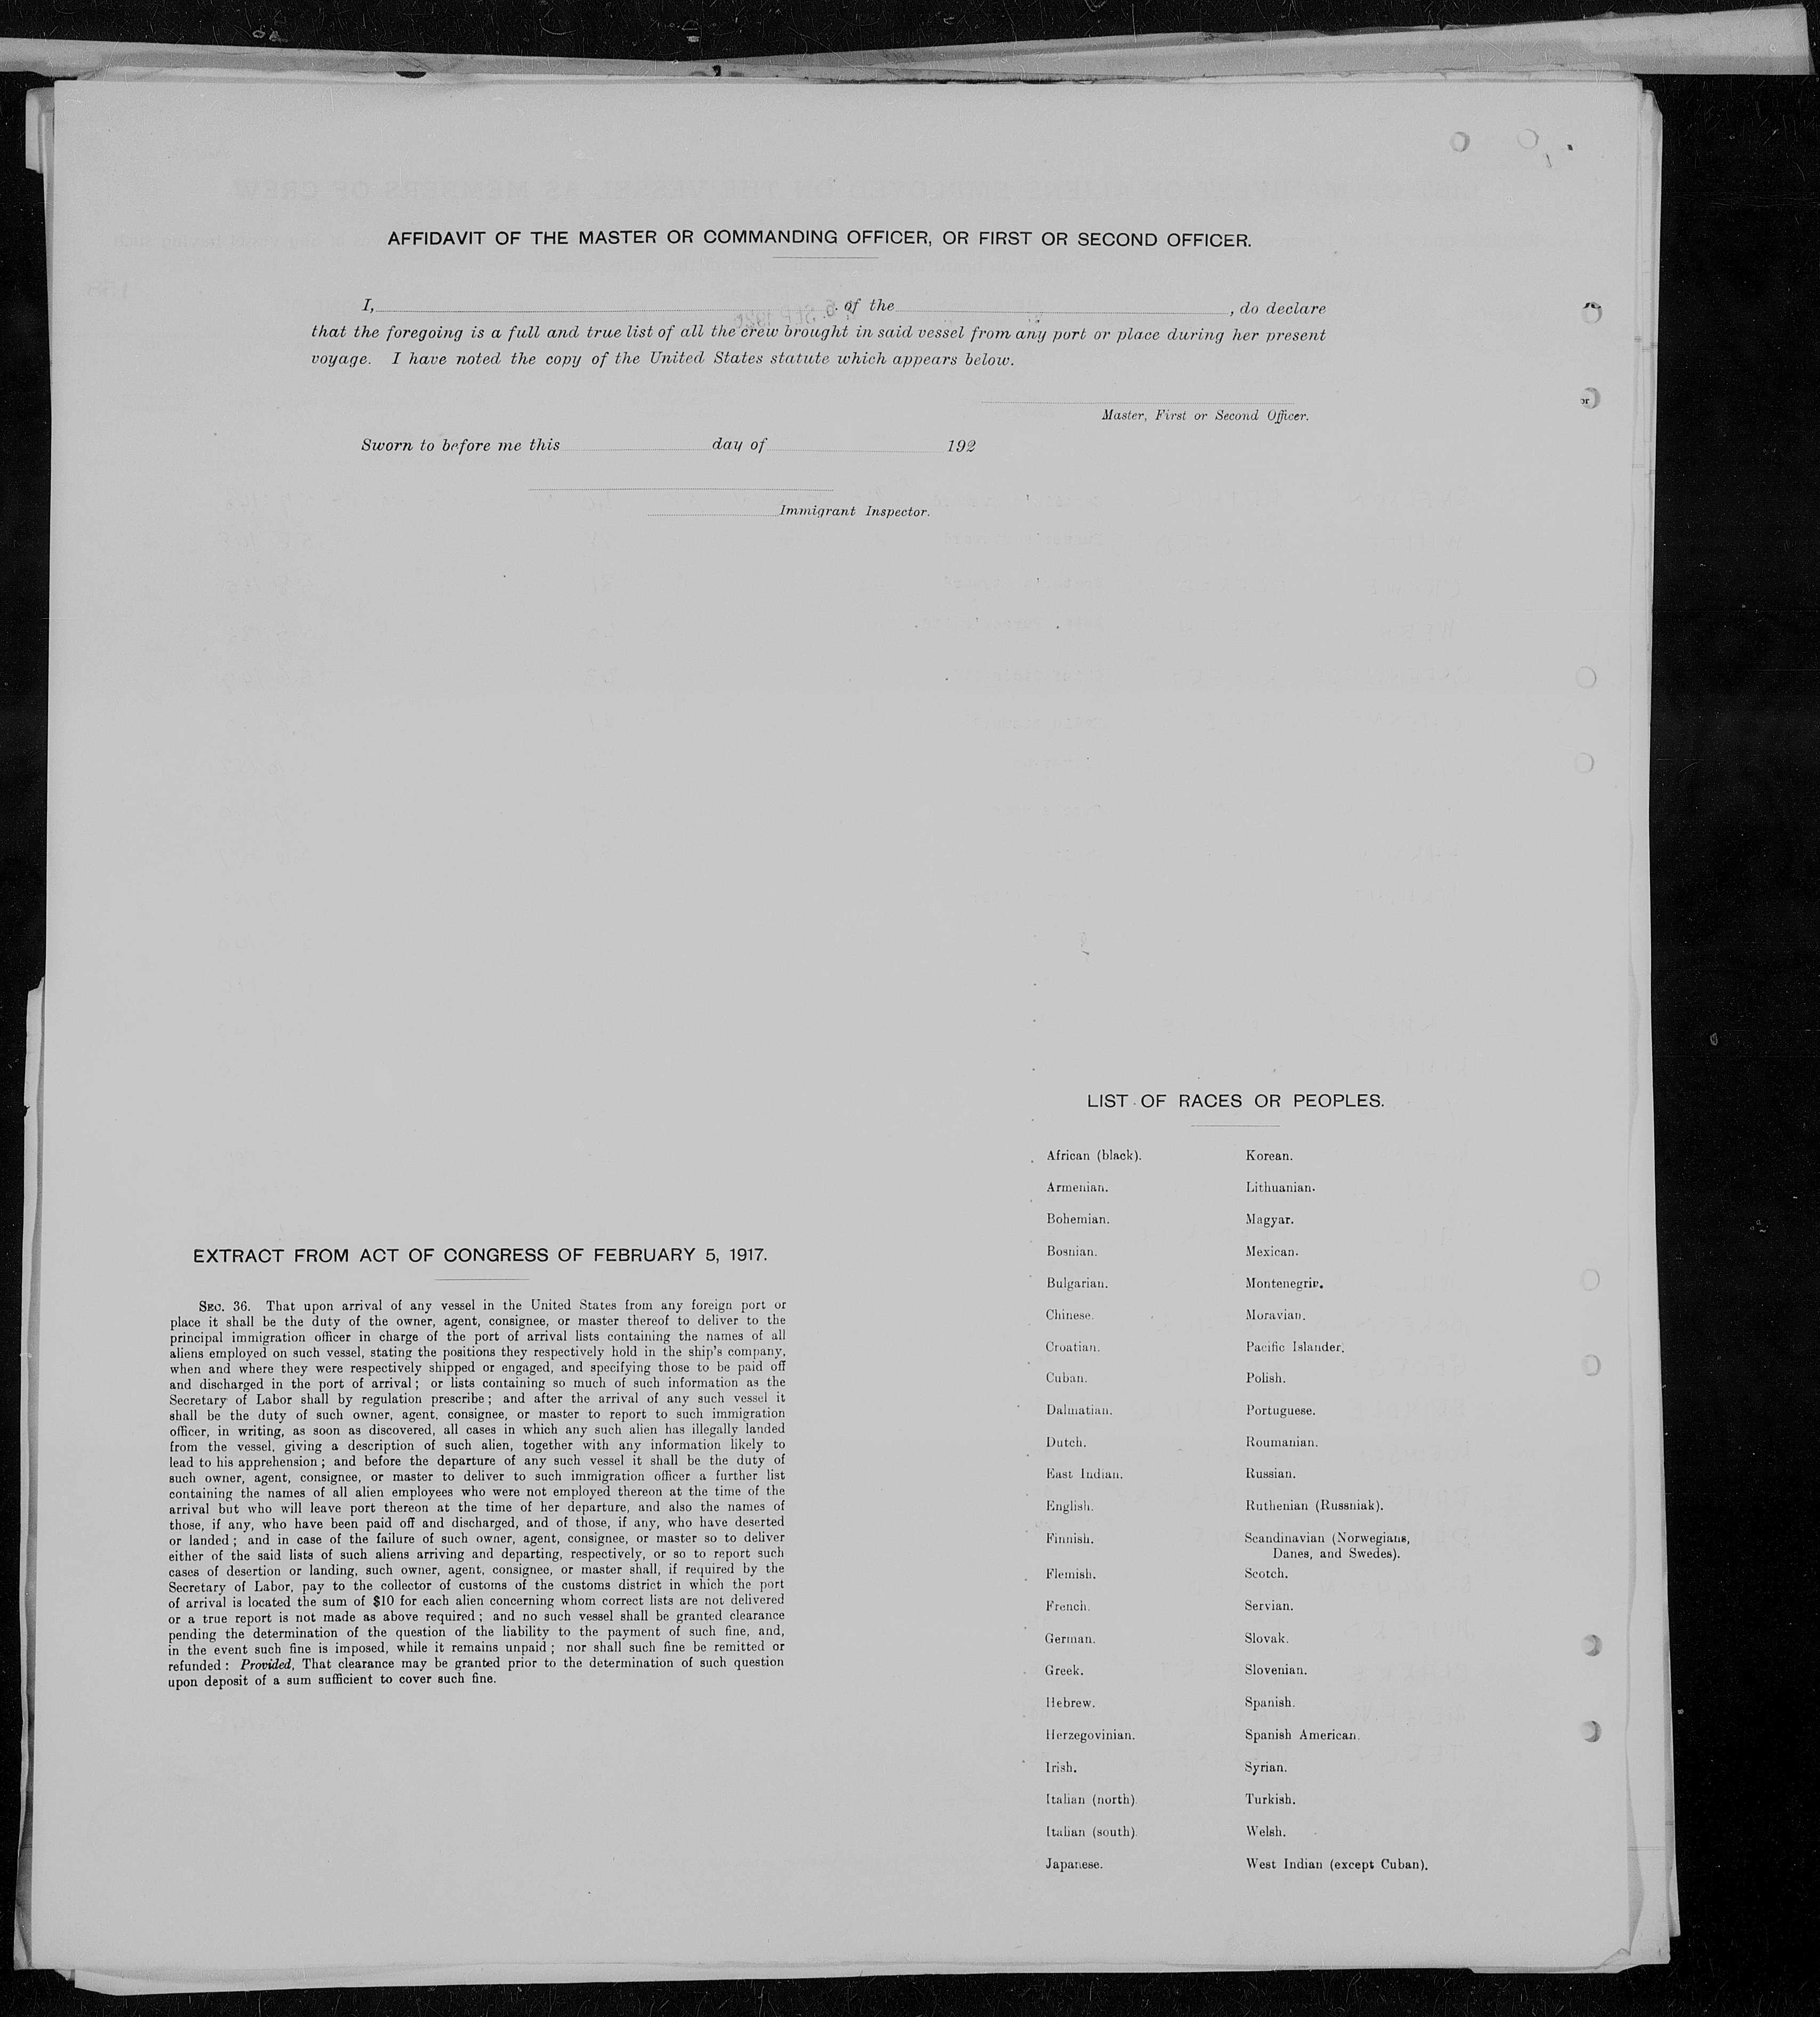 AFFIDAVIT OF THE MASTER OR COMMANDING OFFICER, OR FIRST OR SECOND OFFICER.
I, of the , do declare
that the foregoing is a full and true list of all the crew brought in said vessel from any port or place during her present
voyage. I have noted the copy of the United States statute which appears below.
Master, First or Second Officer.
Sworn to before me this day of 192
Immigrant Inspector.
EXTRACT FROM ACT OF CONGRESS OF FEBRUARY 5, 1917.
SEC. 36. That upon arrival of any vessel in the United States from any foreign port or
place it shall be the duty of the owner, agent, consignee, or master thereof to deliver to the
principal immigration officer in charge of the port of arrival lists containing the names of all
aliens employed on such vessel, stating the positions they respectively hold in the ship's company,
when and where they were respectively shipped or engaged, and specifying those to be paid off
and discharged in the port of arrival; or lists containing so much of such information as the
Secretary of Labor shall by regulation prescribe; and after the arrival of any such vessel it
shall be the duty of such owner, agent, consignee, or master to report to such immigration
officer, in writing, as soon as discovered, all cases in which any such alien has illegally landed
from the vessel, giving a description of such alien, together with any information likely to
lead to his apprehension; and before the departure of any such vessel it shall be the duty of
such owner, agent, consignee, or master to deliver to such immigration officer a further list
containing the names of all alien employees who were not employed thereon at the time of the
arrival but who will leave port thereon at the time of her departure, and also the names of
those, if any, who have been paid off and discharged, and of those, if any, who have deserted
or landed; and in case of the failure of such owner, agent, consignee, or master so to deliver
either of the said lists of such aliens arriving and departing, respectively, or so to report such
cases of desertion or landing, such owner, agent, consignee, or master shall, if required by the
Secretary of Labor, pay to the collector of customs of the customs district in which the port
of arrival is located the sum of $10 for each alien concerning whom correct lists are not delivered
or a true report is not made as above required; and no such vessel shall be granted clearance
pending the determination of the question of the liability to the payment of such fine, and,
in the event such fine is imposed, while it remains unpaid; nor shall such fine be remitted or
refunded: Provided, That clearance may be granted prior to the determination of such question
upon deposit of a sum sufficient to cover such fine.
LIST OF RACES OR PEOPLES.
African (black).
Armenian.
Bohemian.
Bosnian.
Bulgarian.
Chinese.
Croatian.
Cuban.
Dalmatian.
Dutch.
East Indian.
English.
Finnish.
Flemish.
French.
German.
Greek.
Hebrew.
Herzegovinian.
Irish.
Italian (north)
Italian (south).
Japanese.
Korean.
Lithuanian.
Magyar.
Mexican.
Montenegrin.
Moravian.
Pacific Islander.
Polish.
Portuguese.
Roumanian.
Russian.
Ruthenian (Russniak).
Scandinavian (Norwegians,
Danes, and Swedes).
Scotch.
Servian.
Slovak.
Slovenian.
Spanish.
Spanish American.
Syrian.
Turkish.
Welsh.
West Indian (except Cuban).